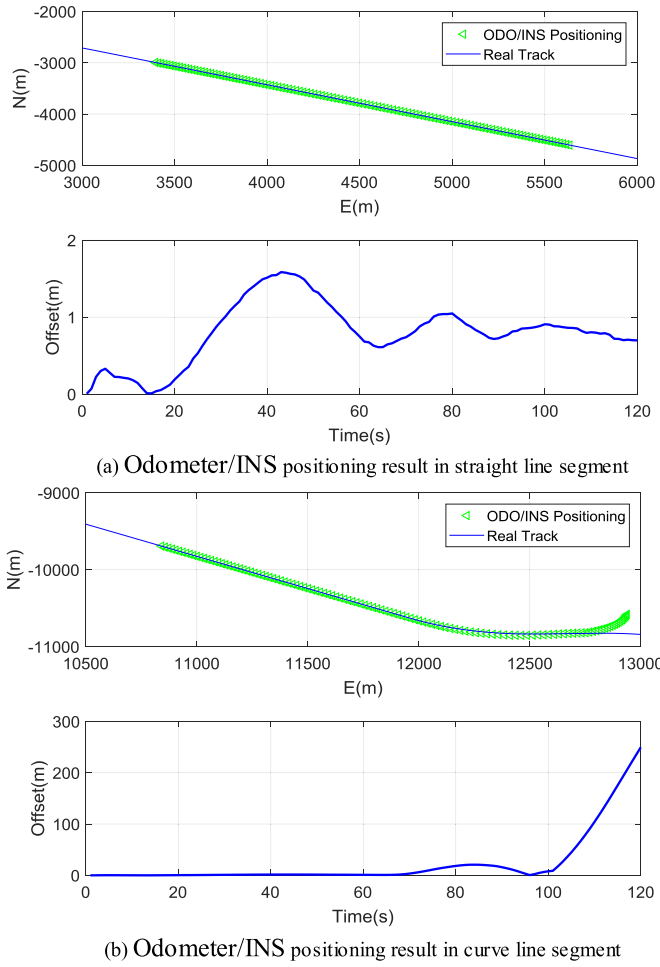 -2000
-3000
-4000
-5000
N(m)
ODO/INS Positioning
Real Track
3000 3500 4000 4500 5000 5500 6000
E(m)
2
1
0
Offset(m)
0 20 40 60 80 100 120
Time(s)
(a) Odometer/INS positioning result in straight line segment
-9000
-10000
-11000
N(m)
ODO/INS Positioning
Real Track
10500 11000 11500 12000 12500 13000
E(m)
300
200
100
0
Offset(m)
0 20 40 60 80 100 120
Time(s)
(b) Odometer/INS positioning result in curve line segment